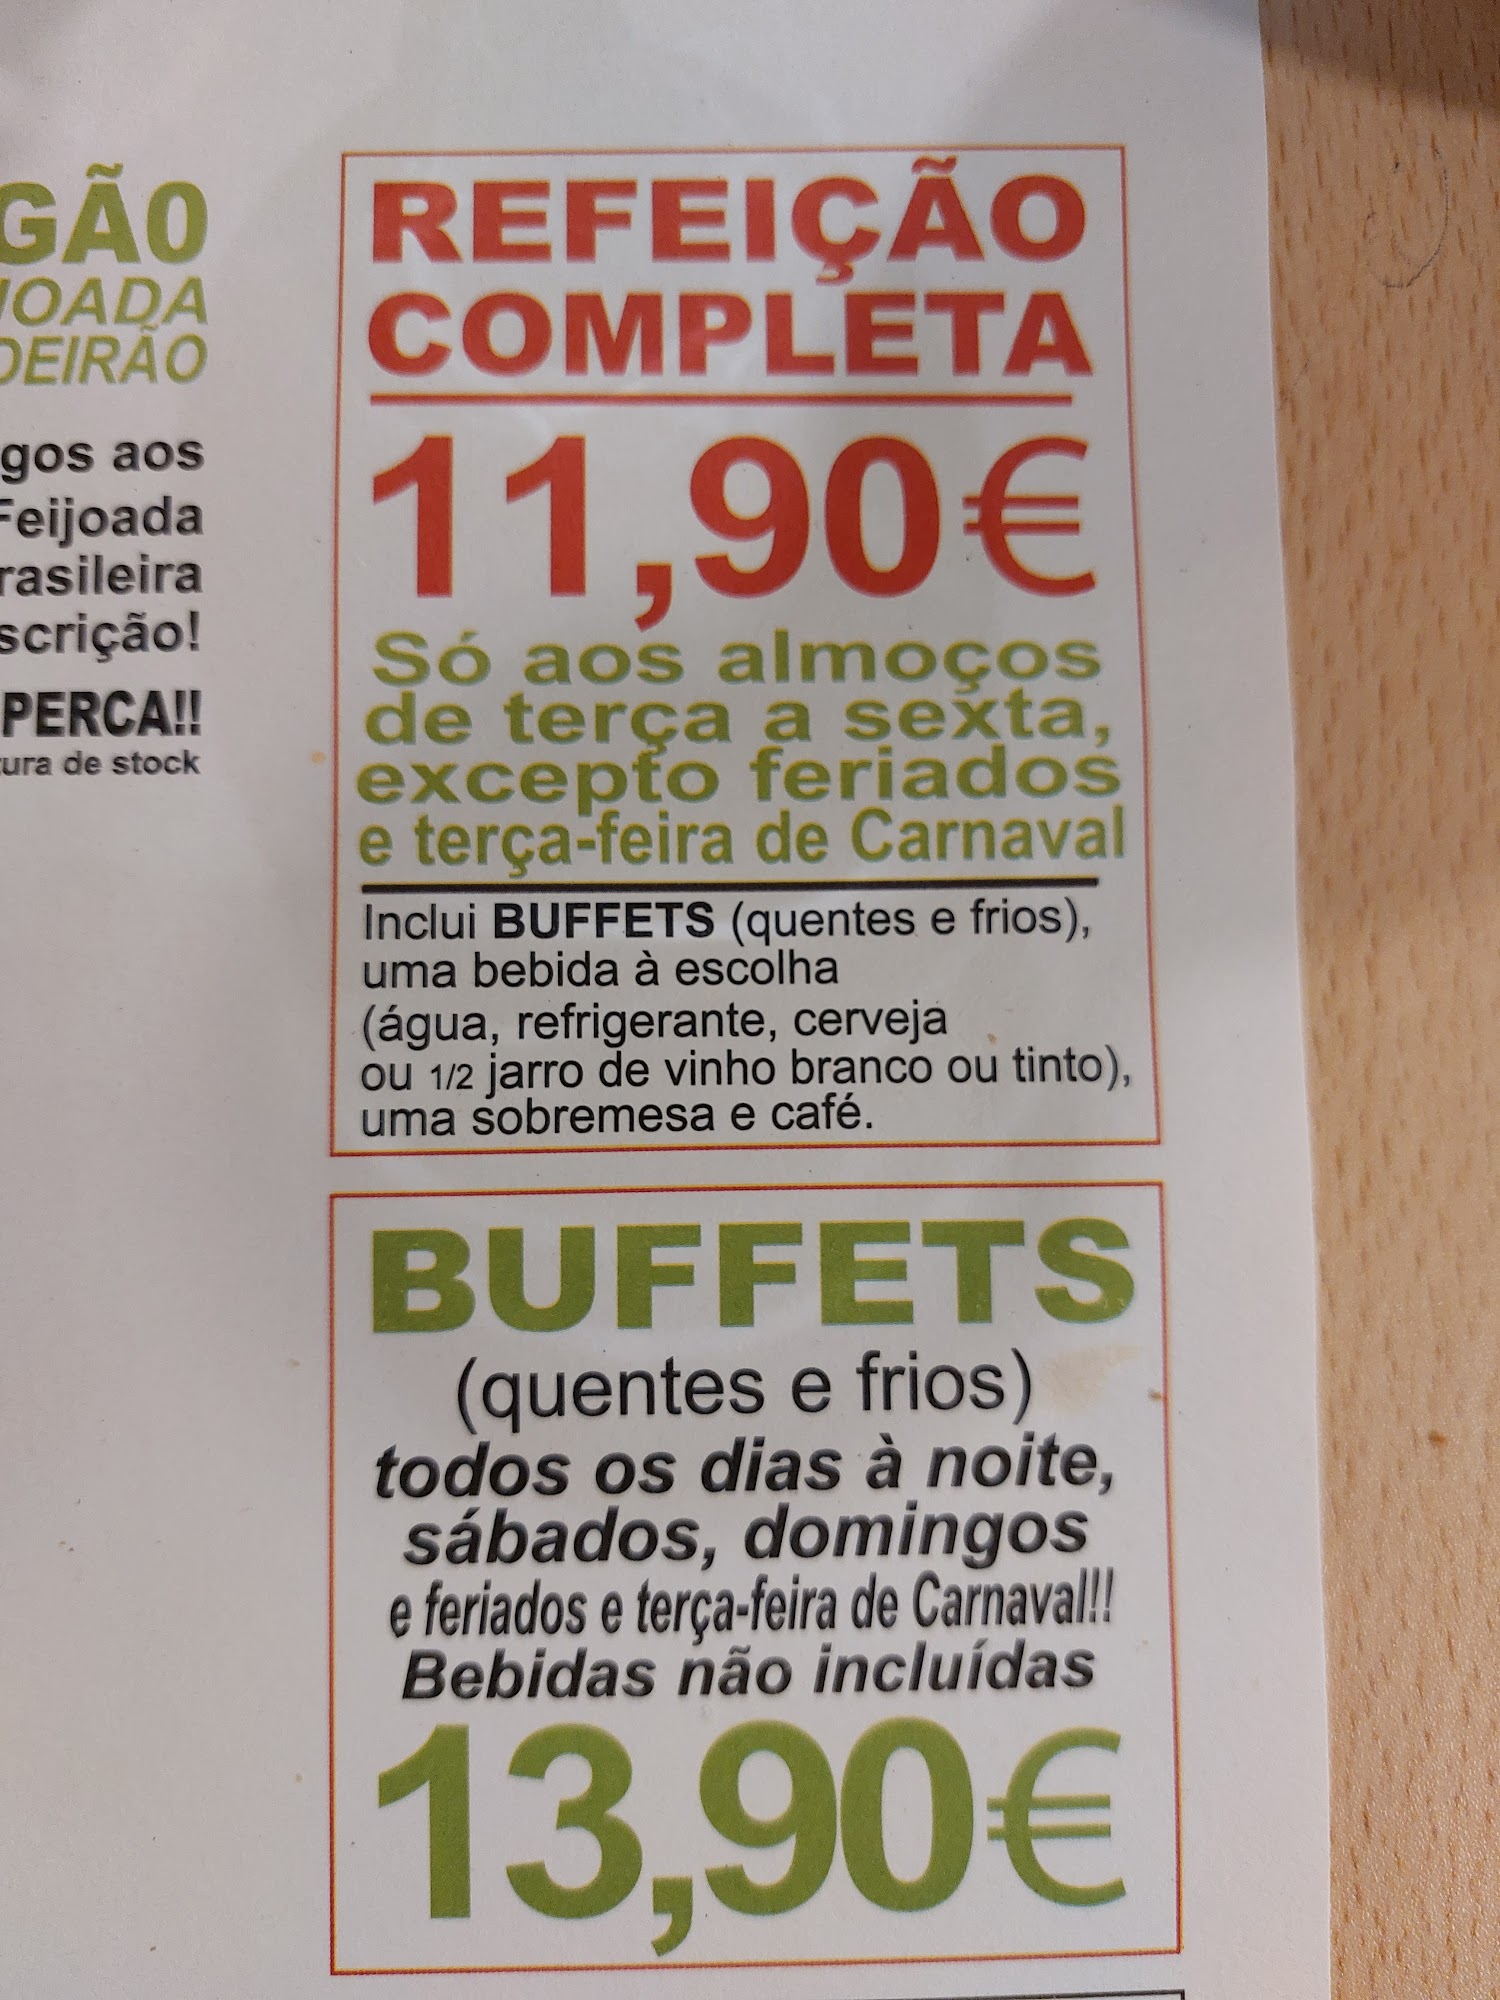 GÃO
JOADA
DEIRÃO
gos aos
Feijoada
rasileira
scrição!
PERCA!!
tura de stock
REFEIÇÃO
COMPLETA
11,90€
Só aos almoços
de terça a sexta,
excepto feriados
e terça-feira de Carnaval
Inclui BUFFETS (quentes e frios),
uma bebida à escolha
(água, refrigerante, cerveja
ou 1/2 jarro de vinho branco ou tinto),
uma sobremesa e café.
BUFFETS
(quentes e frios)
todos os dias à noite,
sábados, domingos
e feriados e terça-feira de Carnaval!!
Bebidas não incluídas
13,90€